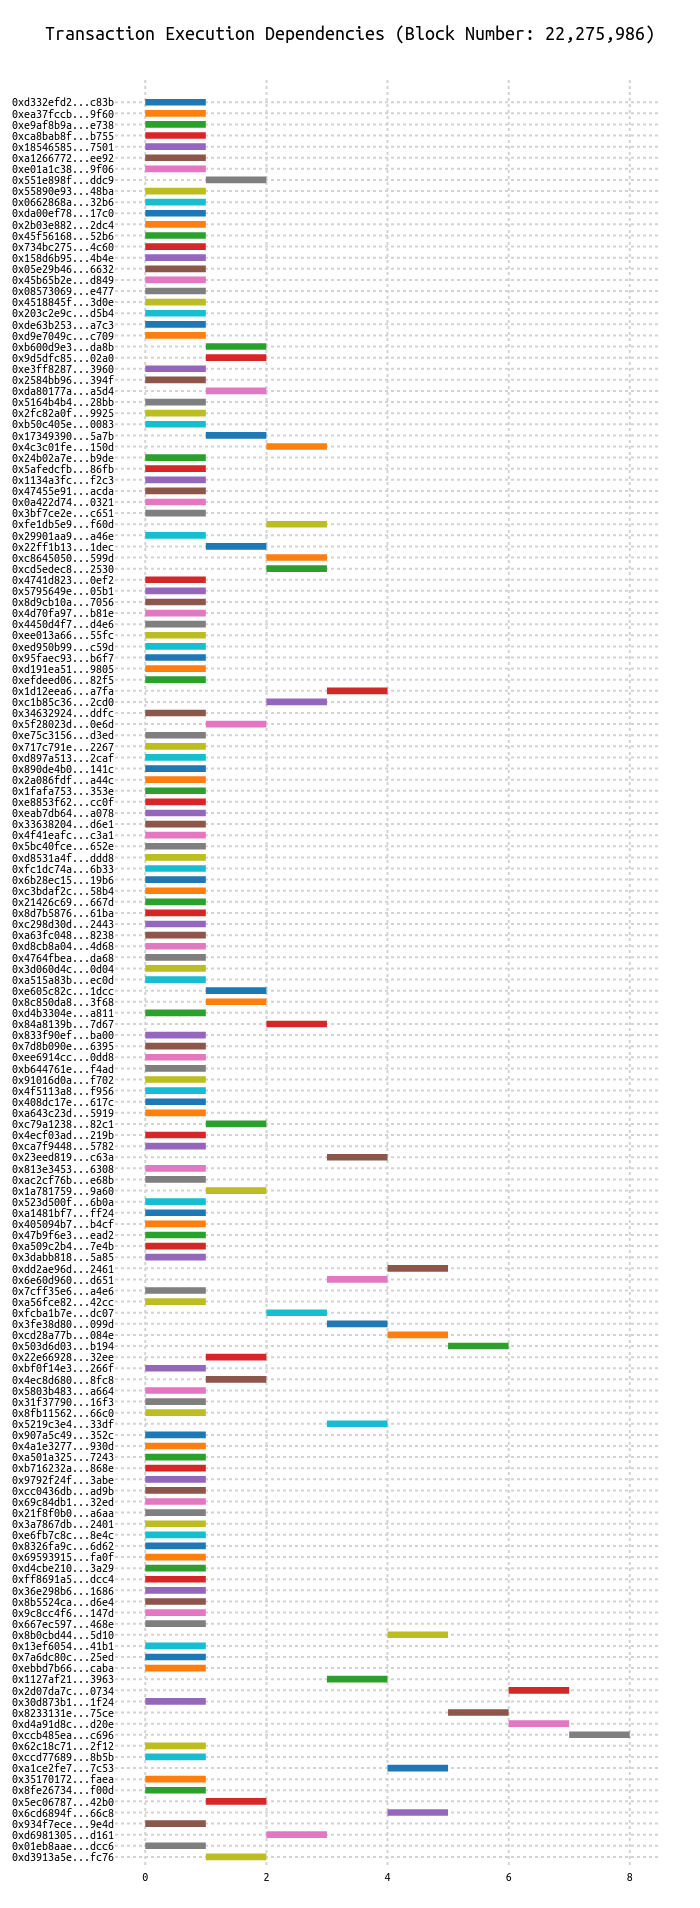 Transaction Execution Dependencies (Block Number: 22,275,986)
0xd332efd2...c83b
0xea37fccb...9f60
0xe9af8b9a...e738
0xca8bab8f...b755
0x18546585...7501
0xa1266772...ee92
0xe01a1c38...9f06
0x551e898f...ddc9
0x55890e93...48ba
0x0662868a...32b6
0xda00ef78...17c0
0x2b03e882...2dc4
0x45f56168...52b6
0x734bc275...4c60
0x158d6b95...4b4e
0x05e29b46...6632
0x45b65b2e...d849
0x08573069...e477
0x4518845f...3d0e
0x203c2e9c...d5b4
0xde63b253...a7c3
0xd9e7049c...c709
0xb600d9e3...da8b
0x9d5dfc85...02a0
0xe3ff8287...3960
0x2584bb96...394f
0xda80177a...a5d4
0x5164b4b4...28bb
0x2fc82a0f...9925
0xb50c405e...0083
0x17349390...5a7b
0x4c3c01fe...150d
0x24b02a7e...b9de
0x5afedcfb...86fb
0x1134a3fc...f2c3
0x47455e91...acda
0x0a422d74...0321
0x3bf7ce2e...c651
0xfe1db5e9...f60d
0x29901aa9...a46e
0x22ff1b13...1dec
0xc8645050...599d
0xcd5edec8...2530
0x4741d823...0ef2
0x5795649e...05b1
0x8d9cb10a...7056
0x4d70fa97...b81e
0x4450d4f7...d4e6
0xee013a66...55fc
0xed950b99...c59d
0x95faec93...b6f7
0xd191ea51...9805
0xefdeed06...82f5
0x1d12eea6...a7fa
0xc1b85c36...2cd0
0x34632924...ddfc
0x5f28023d...0e6d
0xe75c3156...d3ed
0x717c791e...2267
0xd897a513...2caf
0x890de4b0...141c
0x2a086fdf...a44c
0x1fafa753...353e
0xe8853f62...cc0f
0xeab7db64...a078
0x33638204...d6e1
0x4f41eafc...c3a1
0x5bc40fce...652e
0xd8531a4f...ddd8
0xfc1dc74a...6b33
0x6b28ec15...19b6
0xc3bdaf2c...58b4
0x21426c69...667d
0x8d7b5876...61ba
0xc298d30d...2443
0xa63fc048...8238
0xd8cb8a04...4d68
0x4764fbea...da68
0x3d060d4c...0d04
0xa515a83b...ec0d
0xe605c82c...1dcc
0x8c850da8...3f68
0xd4b3304e...a811
0x84a8139b...7d67
0x833f90ef...ba00
0x7d8b090e...6395
0xee6914cc...0dd8
0xb644761e...f4ad
0x91016d0a...f702
0x4f5113a8...f956
0x408dc17e...617c
0xa643c23d...5919
0xc79a1238...82c1
0x4ecf03ad...219b
0xca7f9448...5782
0x23eed819...c63a
0x813e3453...6308
0xac2cf76b...e68b
0x1a781759...9a60
0x523d500f...6b0a
0xa1481bf7...ff24
0x405094b7...b4cf
0x47b9f6e3...ead2
0xa509c2b4...7e4b
0x3dabb818...5a85
0xdd2ae96d...2461
0x6e60d960...d651
0x7cff35e6...a4e6
0xa56fce82...42cc
0xfcba1b7e...dc07
0x3fe38d80...099d
0xcd28a77b...084e
0x503d6d03...b194
0x22e66928...32ee
0xbf0f14e3...266f
0x4ec8d680...8fc8
0x5803b483...a664
0x31f37790...16f3
0x8fb11562...66c0
0x5219c3e4...33df
0x907a5c49...352c
0x4a1e3277...930d
0xa501a325...7243
0xb716232a...868e
0x9792f24f...3abe
0xcc0436db...ad9b
0x69c84db1...32ed
0x21f8f0b0...a6aa
0x3a7867db...2401
0xe6fb7c8c...8e4c
0x8326fa9c...6d62
0x69593915...fa0f
0xd4cbe210...3a29
0xff8691a5...dcc4
0x36e298b6...1686
0x8b5524ca...d6e4
0x9c8cc4f6...147d
0x667ec597...468e
0x8b0cbd44...5d10
0x13ef6054...41b1
0x7a6dc80c...25ed
0xebbd7b66...caba
0x1127af21...3963
0x2d07da7c...0734
0x30d873b1...1f24
0x8233131e...75ce
0xd4a91d8c...d20e
0xccb485ea...c696
0x62c18c71...2f12
0xccd77689...8b5b
0xa1ce2fe7...7c53
0x35170172...faea
0x8fe26734...f00d
0x5ec06787...42b0
0x6cd6894f...66c8
0x934f7ece...9e4d
0xd6981305...d161
0x01eb8aae...dcc6
0xd3913a5e...fc76
0 2 4 6 8